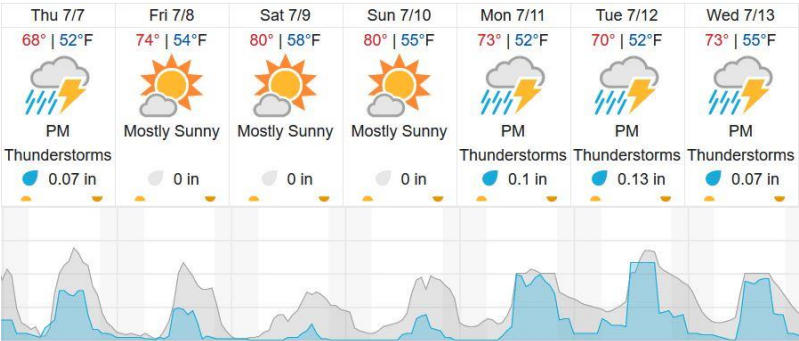 Thu 7/7 Fri 7/8 Sat 7/9 Sun 7/10 Mon 7/11 Tue 7/12 Wed 7/13
68° | 52°F 74° | 54°F 80° | 58°F 80° | 55°F 73° | 52°F 70° | 52°F 73° | 55°F
PM Mostly Sunny Mostly Sunny Mostly Sunny PM PM PM
Thunderstorms Thunderstorms Thunderstorms Thunderstorms
0.07 in 0 in 0 in 0 in 0.1 in 0.13 in 0.07 in